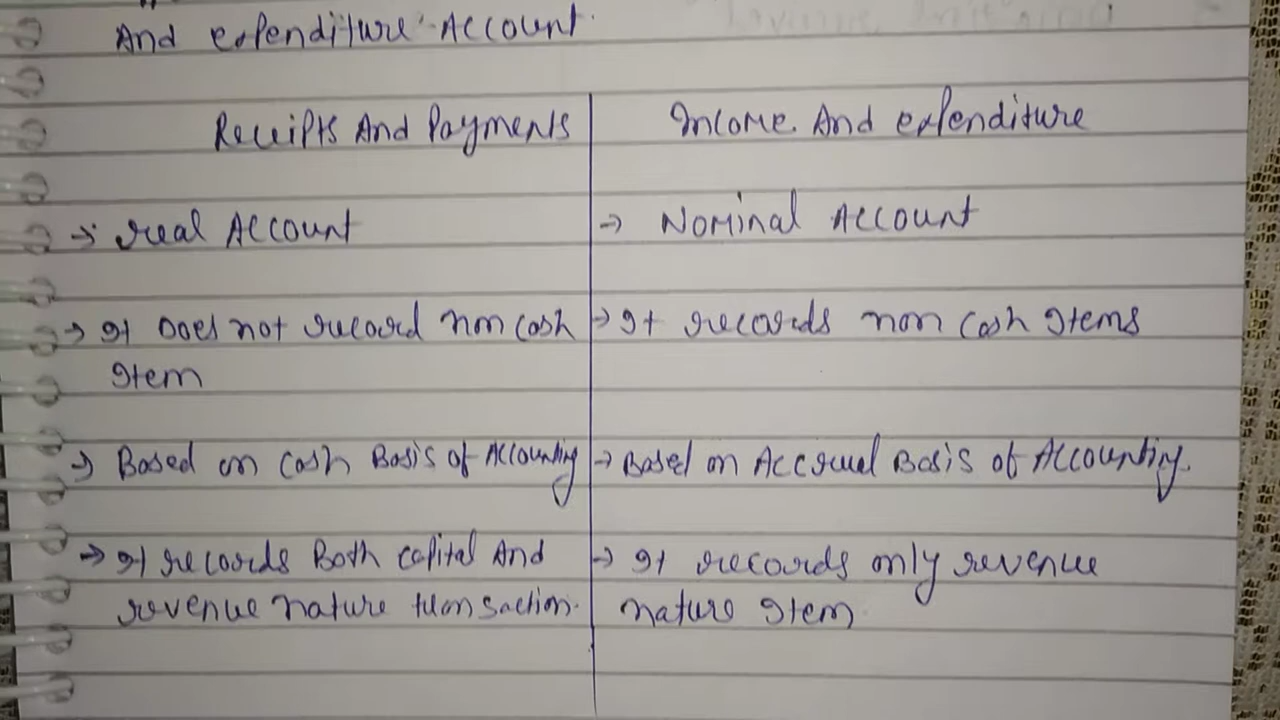 And expenditure Account
Receipts And Payments
Income And expenditure
→ real Account
→ Nominal Account
→ It Does not record non cash
Item
→ It records non cash Items
→ Based on cash Basis of Accounting
→ Based on Accrual Basis of Accounting.
→ It records Both capital And
revenue nature transaction.
→ It records only revenue
nature Item